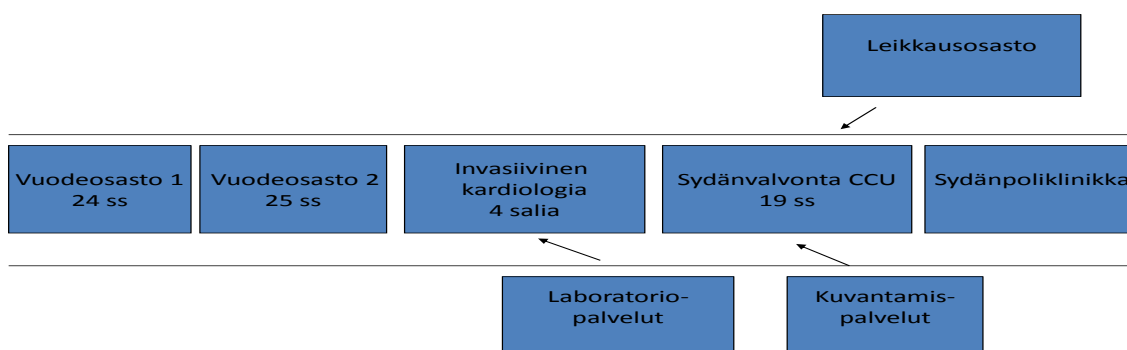 Leikkausosasto
Vuodeosasto 1
24 ss
Vuodeosasto 2
25 ss
Invasiivinen
kardiologia
4 salia
Sydänvalvonta CCU
19 ss
Sydänpoliklinikka
Laboratorio-
palvelut
Kuvantamis-
palvelut